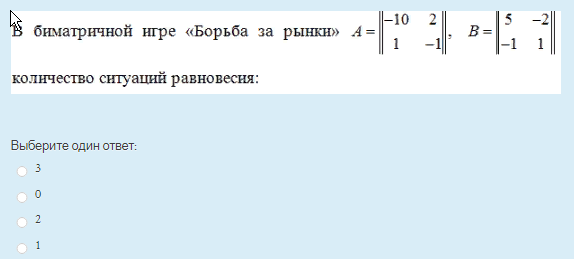 В биматричной игре «Борьба за рынки» A = ||-10 2 1 -1||, B = ||5 -2 -1 1||
количество ситуаций равновесия:
Выберите один ответ:
3
0
2
1